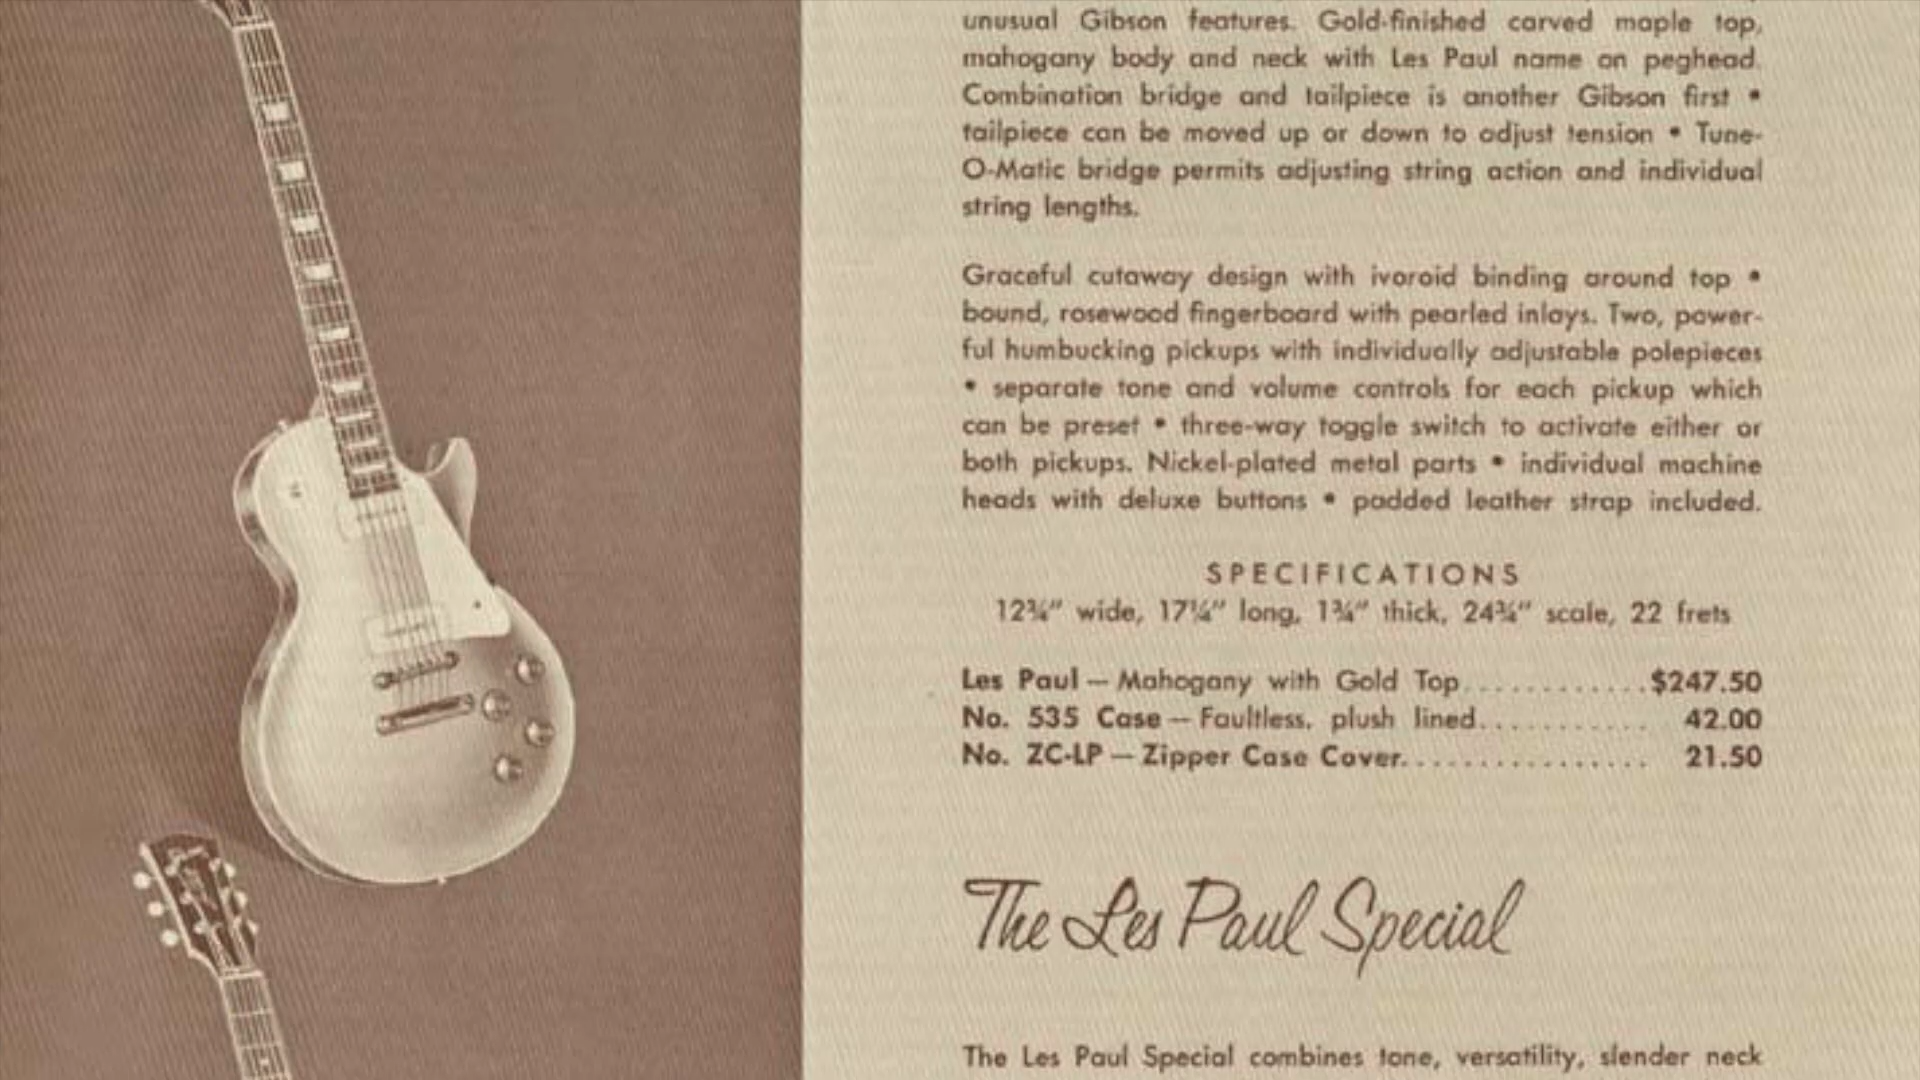 unusual Gibson features. Gold-finished carved maple top,
mahogany body and neck with Les Paul name on peghead.
Combination bridge and tailpiece is another Gibson first •
tailpiece can be moved up or down to adjust tension • Tune-
O-Matic bridge permits adjusting string action and individual
string lengths.
Graceful cutaway design with ivoroid binding around top •
bound, rosewood fingerboard with pearled inlays. Two, power-
ful humbucking pickups with individually adjustable polepieces
• separate tone and volume controls for each pickup which
can be preset • three-way toggle switch to activate either or
both pickups. Nickel-plated metal parts • individual machine
heads with deluxe buttons • padded leather strap included.
SPECIFICATIONS
12¾" wide, 17¼" long, 1¾" thick, 24¾" scale, 22 frets
Les Paul — Mahogany with Gold Top............$247.50
No. 535 Case — Faultless, plush lined........... 42.00
No. ZC-LP — Zipper Case Cover................ 21.50
The Les Paul Special
The Les Paul Special combines tone, versatility, slender neck